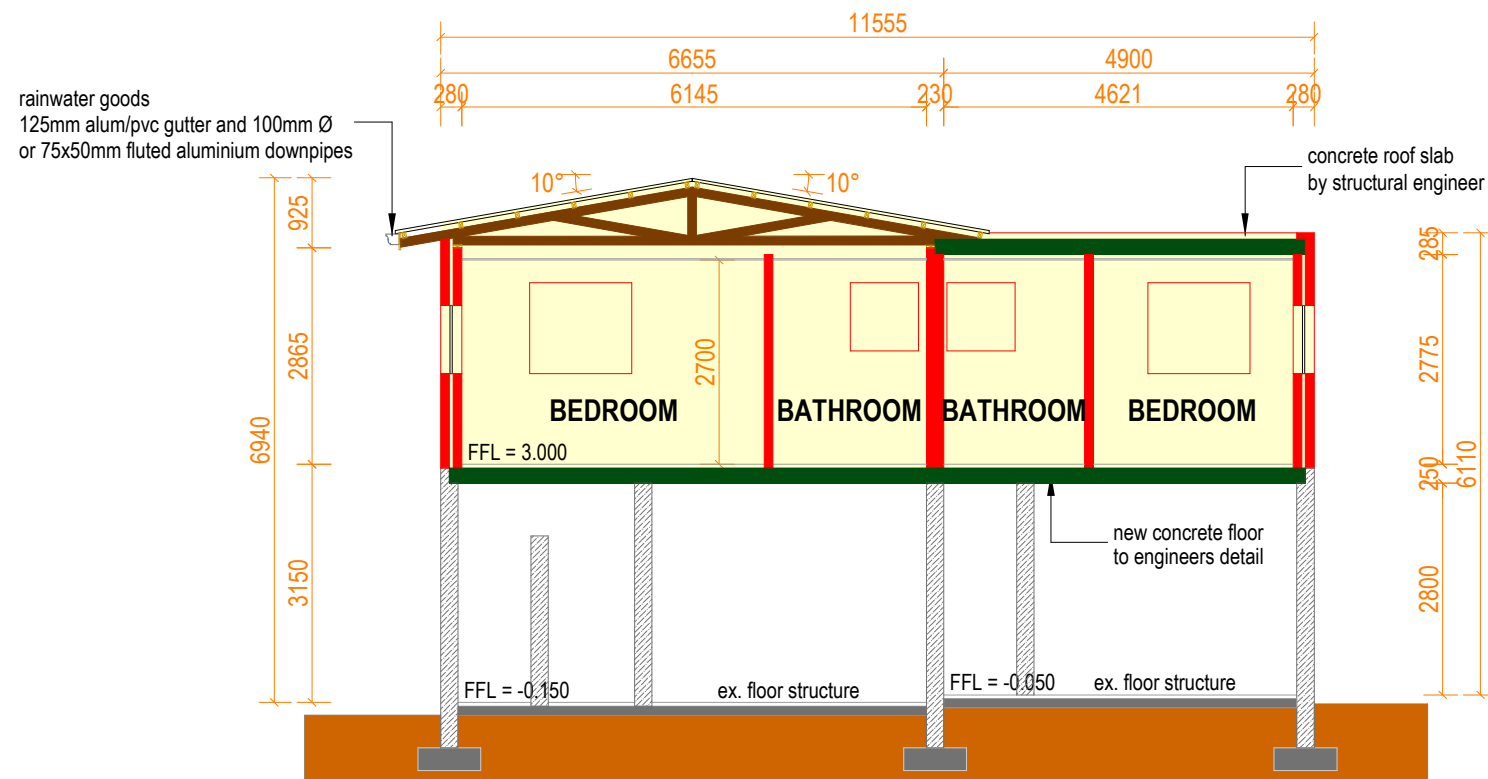 11555
6655
4900
280
6145
230
4621
280
rainwater goods
125mm alum/pvc gutter and 100mm Ø
or 75x50mm fluted aluminium downpipes
concrete roof slab
by structural engineer
10°
10°
925
285
2865
2700
2775
6940
6110
BEDROOM
BATHROOM
BATHROOM
BEDROOM
FFL = 3.000
250
new concrete floor
to engineers detail
3150
2800
FFL = -0.150
ex. floor structure
FFL = -0.050
ex. floor structure